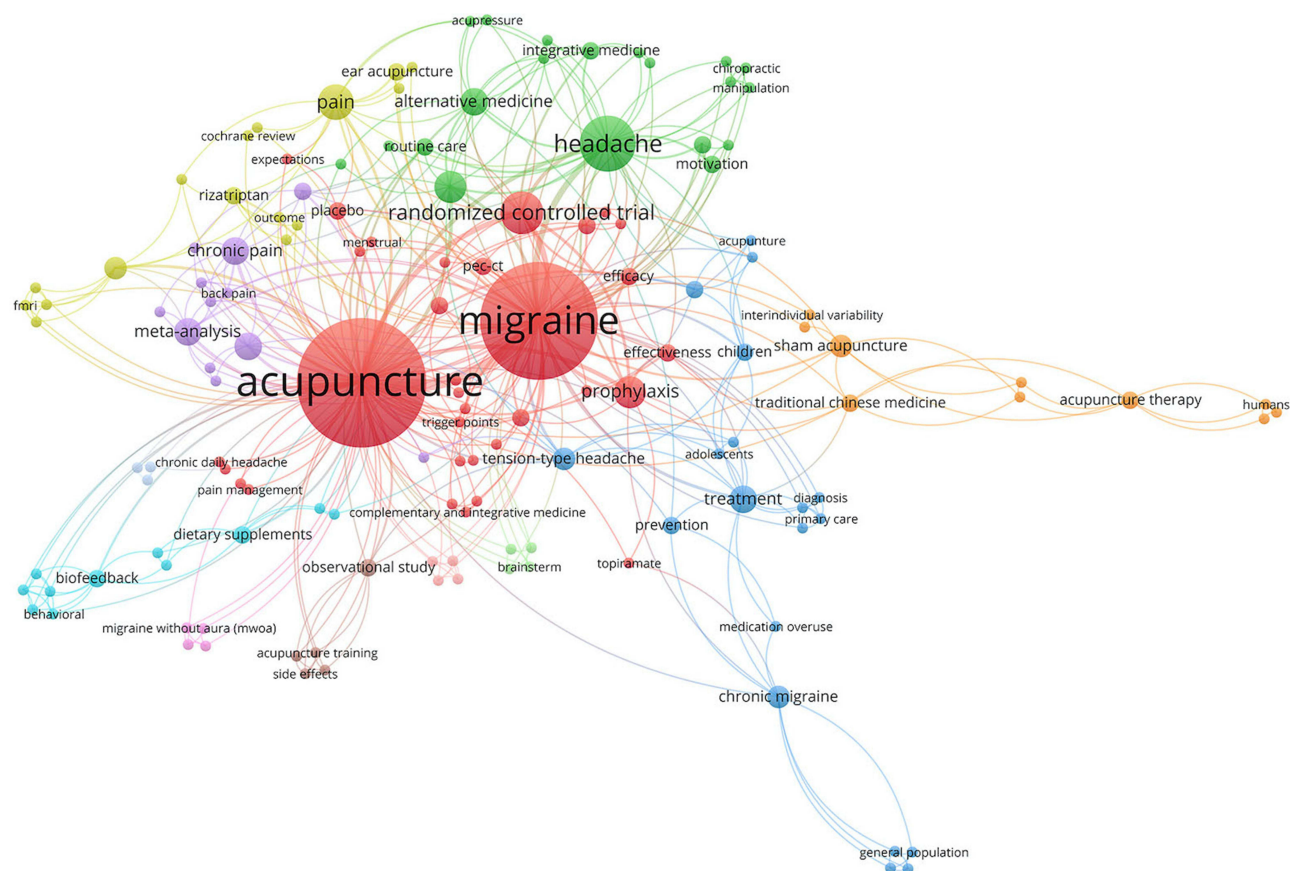 acupressure
integrative medicine
chiropractic
ear acupuncture
manipulation
pain
alternative medicine
cochrane review
headache
routine care
expectations
motivation
rizatriptan
placebo
randomized controlled trial
outcome
menstrual
acupunture
chronic pain
pec-ct
efficacy
back pain
fmri
interindividual variability
migraine
meta-analysis
effectiveness
children
sham acupuncture
acupuncture
prophylaxis
traditional chinese medicine
acupuncture therapy
humans
trigger points
chronic daily headache
tension-type headache
adolescents
pain management
treatment
diagnosis
complementary and integrative medicine
prevention
primary care
dietary supplements
observational study
brainsterm
topiramate
biofeedback
behavioral
migraine without aura (mwoa)
medication overuse
acupuncture training
side effects
chronic migraine
general population